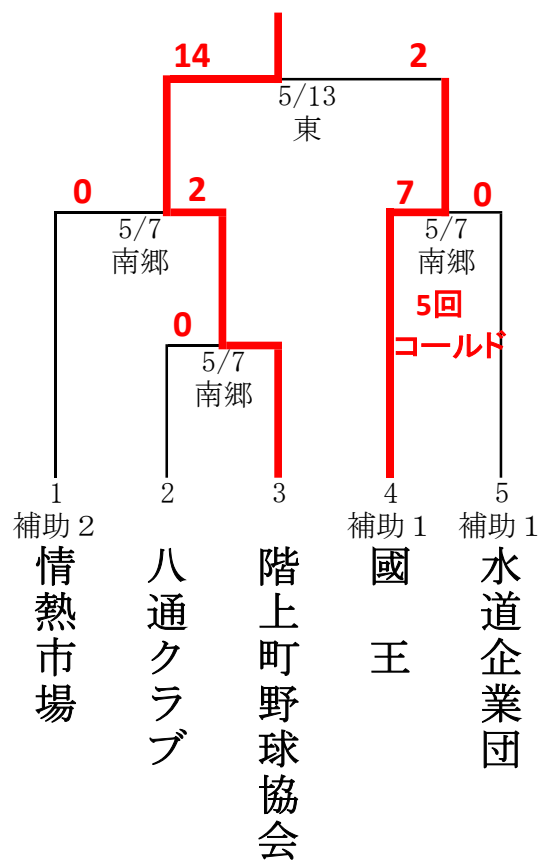 14 2
5/13
東
0 2 7 0
5/7 5/7
南郷 南郷
5回
コールド
0
5/7
南郷
1 2 3 4 5
補助２ 補助１ 補助１
情熱市場
八通クラブ
階上町野球協会
國王
水道企業団